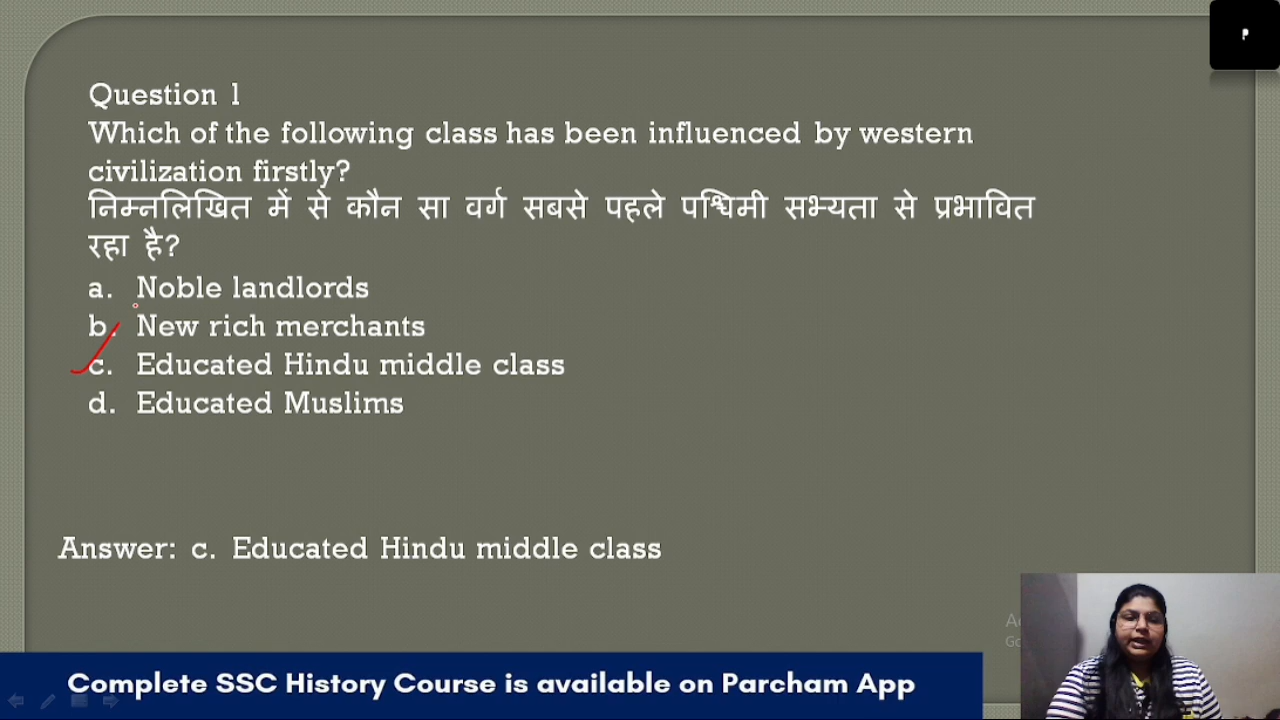 Question 1
Which of the following class has been influenced by western
civilization firstly?
निम्नलिखित में से कौन सा वर्ग सबसे पहले पश्चिमी सभ्यता से प्रभावित
रहा है?
a. Noble landlords
b. New rich merchants
c. Educated Hindu middle class
d. Educated Muslims
Answer: c. Educated Hindu middle class
Complete SSC History Course is available on Parcham App